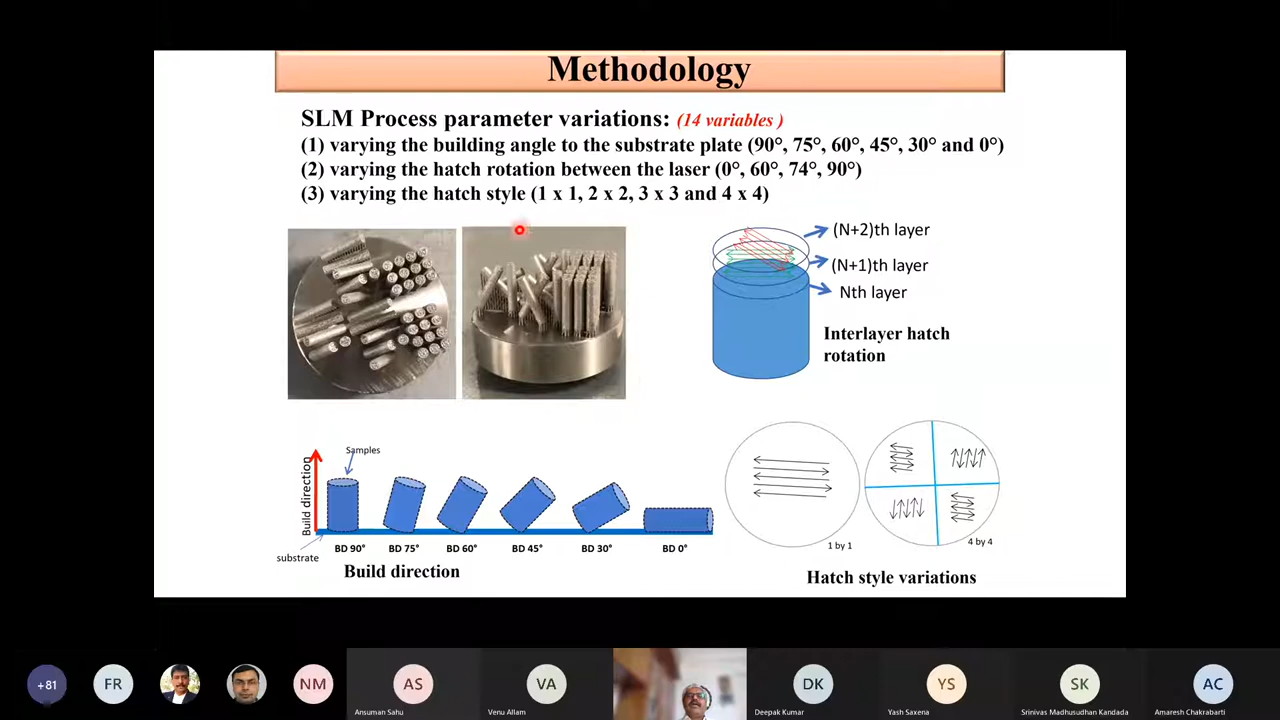 Methodology
SLM Process parameter variations: (14 variables )
(1) varying the building angle to the substrate plate (90°, 75°, 60°, 45°, 30° and 0°)
(2) varying the hatch rotation between the laser (0°, 60°, 74°, 90°)
(3) varying the hatch style (1 x 1, 2 x 2, 3 x 3 and 4 x 4)
(N+2)th layer
(N+1)th layer
Nth layer
Interlayer hatch
rotation
Samples
Build direction
substrate
BD 90°
BD 75°
BD 60°
BD 45°
BD 30°
BD 0°
Build direction
1 by 1
4 by 4
Hatch style variations
+81
FR
NM
AS
Ansuman Sahu
VA
Venu Allam
DK
Deepak Kumar
YS
Yash Saxena
SK
Srinivas Madhusudhan Kandada
AC
Amaresh Chakrabarti